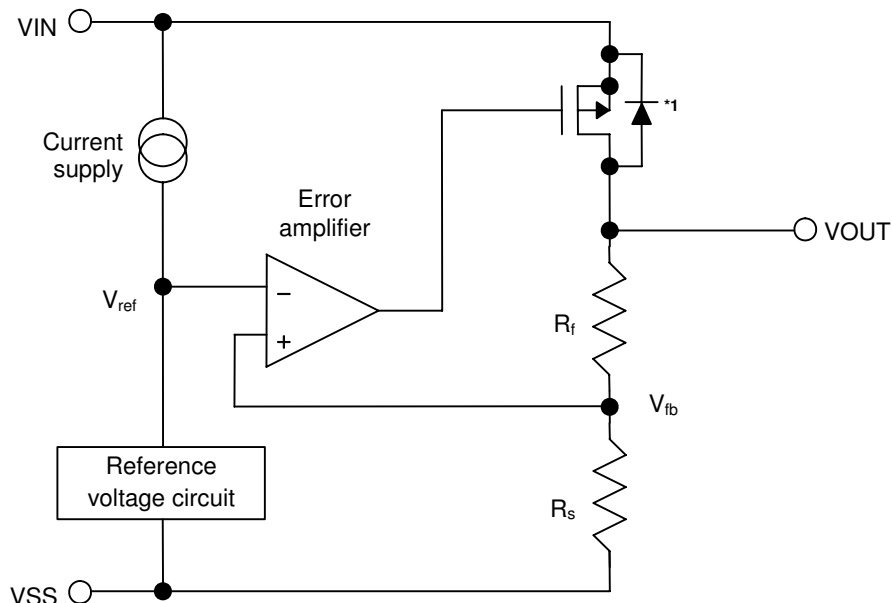 VIN
*1
Current
supply
Error
amplifier
VOUT
Vref
−
+
Rf
Vfb
Reference
voltage circuit
Rs
VSS